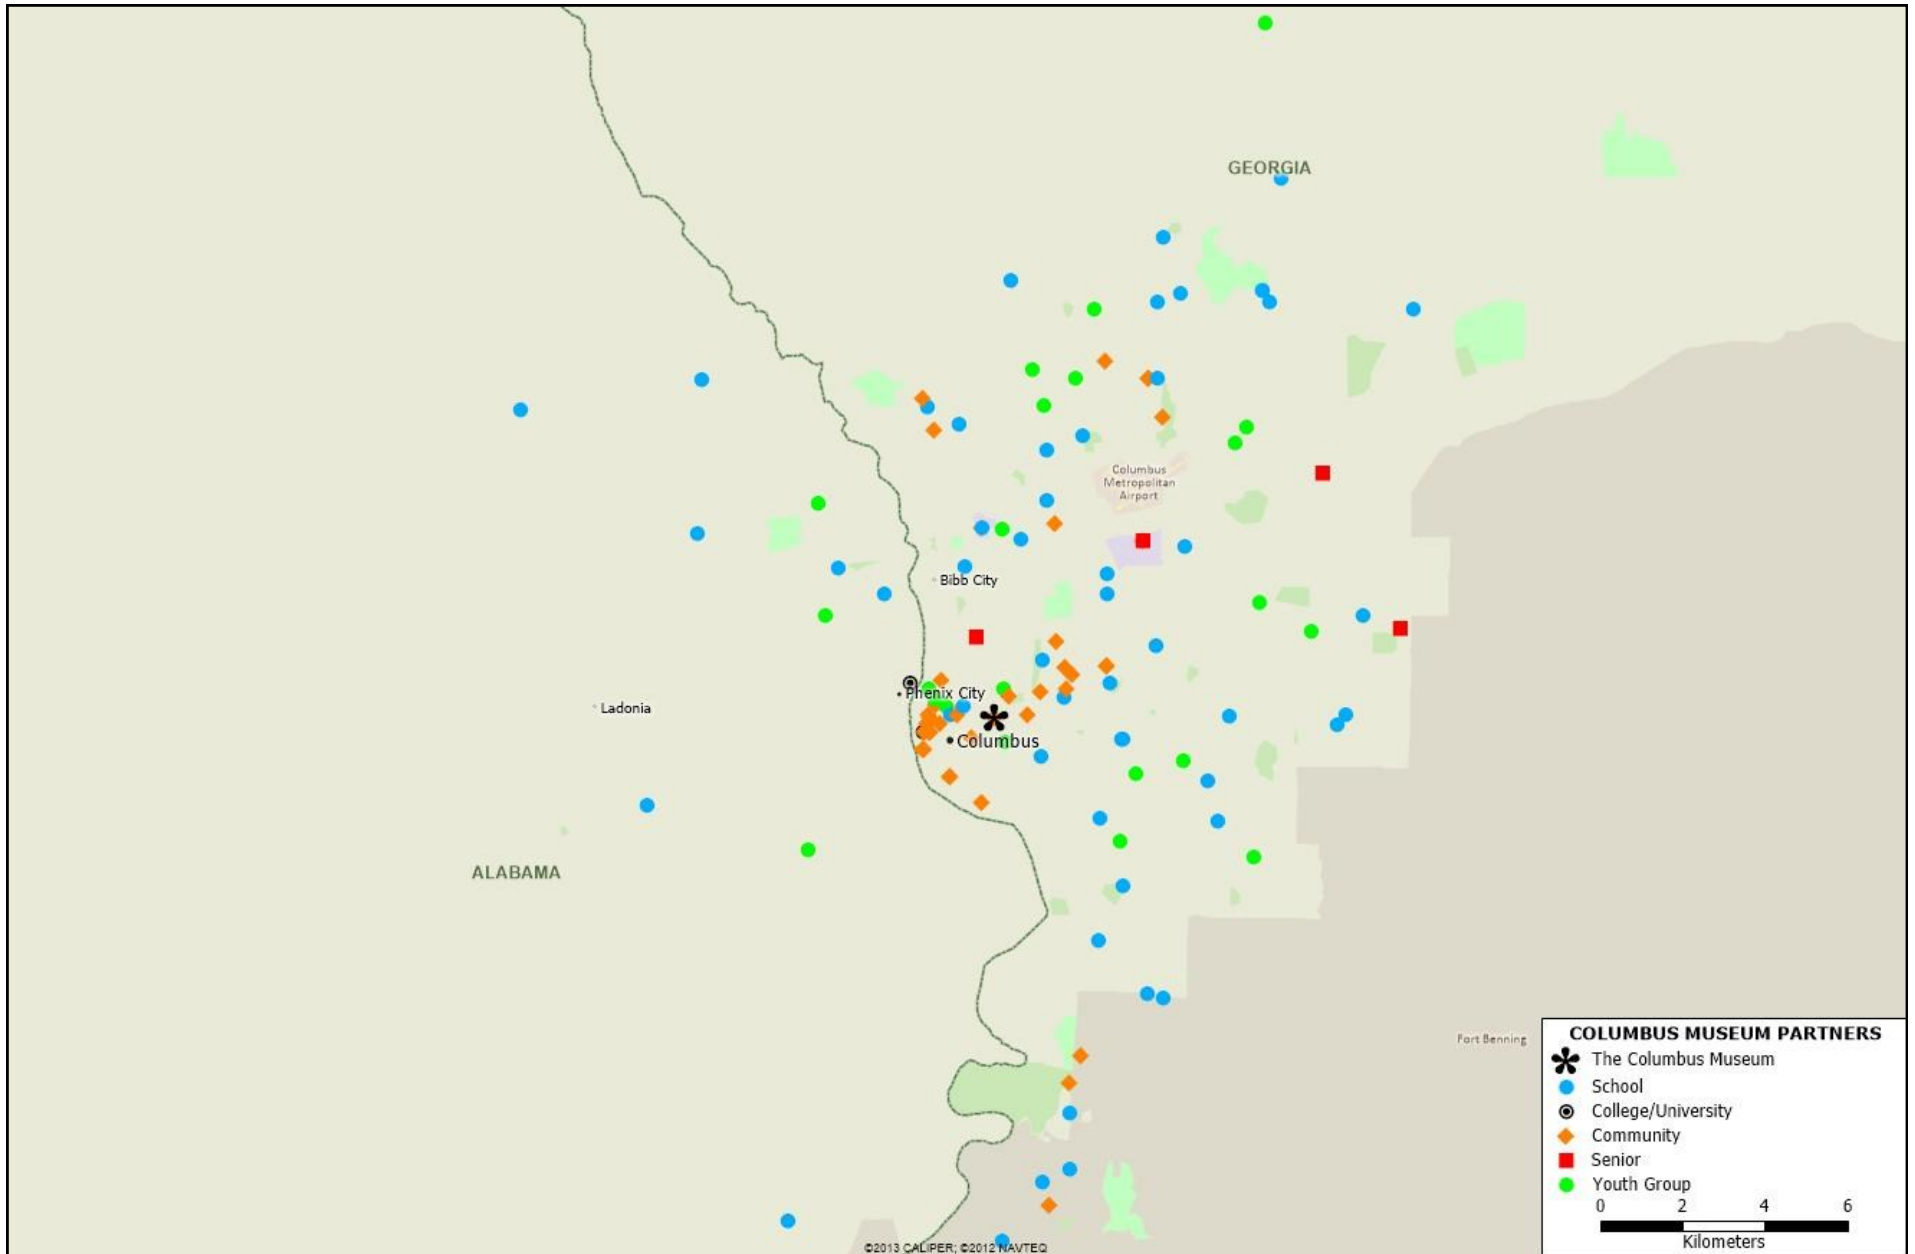 GEORGIA
Columbus
Metropolitan
Airport
Bibb City
Phenix City
Ladonia
Columbus
ALABAMA
Fort Benning
COLUMBUS MUSEUM PARTNERS
The Columbus Museum
School
College/University
Community
Senior
Youth Group
0 2 4 6
Kilometers
©2013 CALIPER; ©2012 NAVTEQ